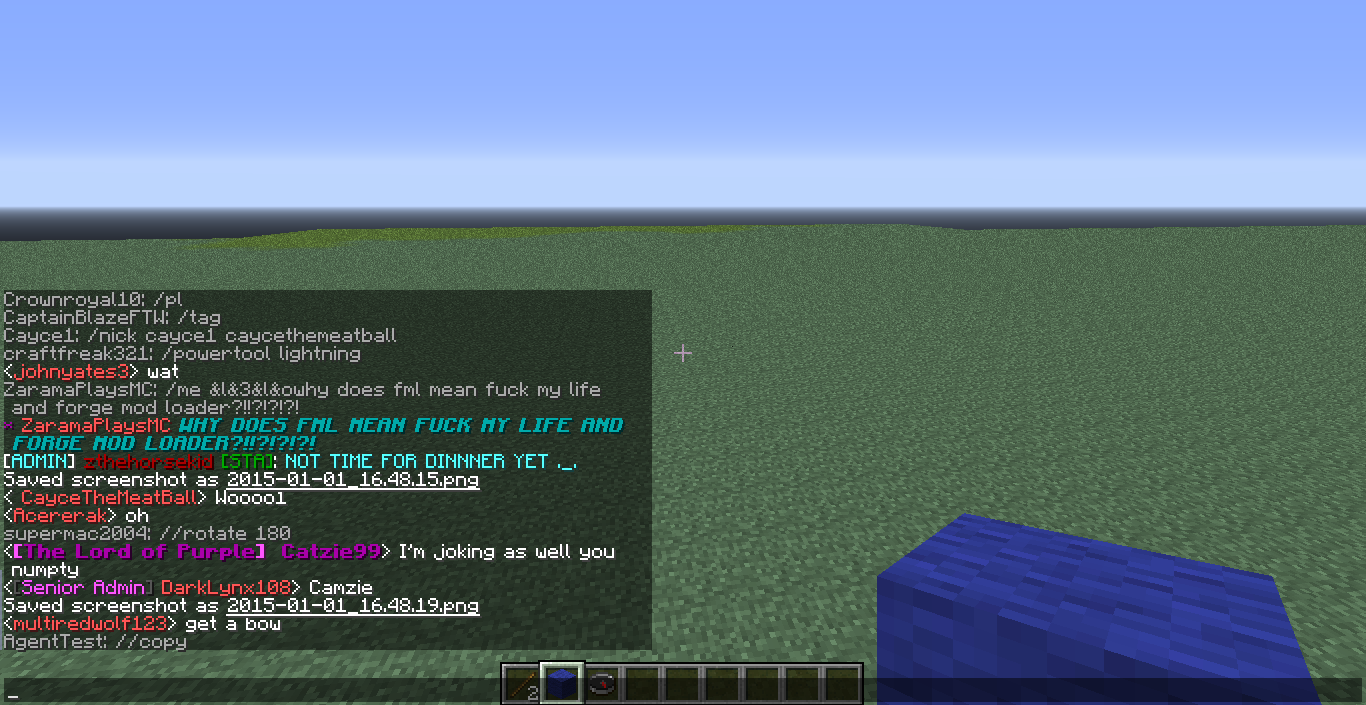 Crownroyal10: /pl
CaptainBlazeFTW: /tag
Cayce1: /nick cayce1 caycethemeatball
craftfreak321: /powertool lightning
<johnyates3> wat
ZaramaPlaysMC: /me &l&3&l&owhy does fml mean fuck my life
and forge mod loader?!!?!?!?!
* ZaramaPlaysMC WHY DOES FML MEAN FUCK MY LIFE AND
FORGE MOD LOADER?!!?!?!?!
[ADMIN] zthehorsekid [STA]: NOT TIME FOR DINNNER YET ._.
Saved screenshot as 2015-01-01_16.48.15.png
< CayceTheMeatBall> Wooool
<Acererak> oh
supermac2004: //rotate 180
<[The Lord of Purple] Catzie99> I'm joking as well you
numpty
<[Senior Admin] DarkLynx108> Camzie
Saved screenshot as 2015-01-01_16.48.19.png
<multiredwolf123> get a bow
AgentTest: //copy
_
2